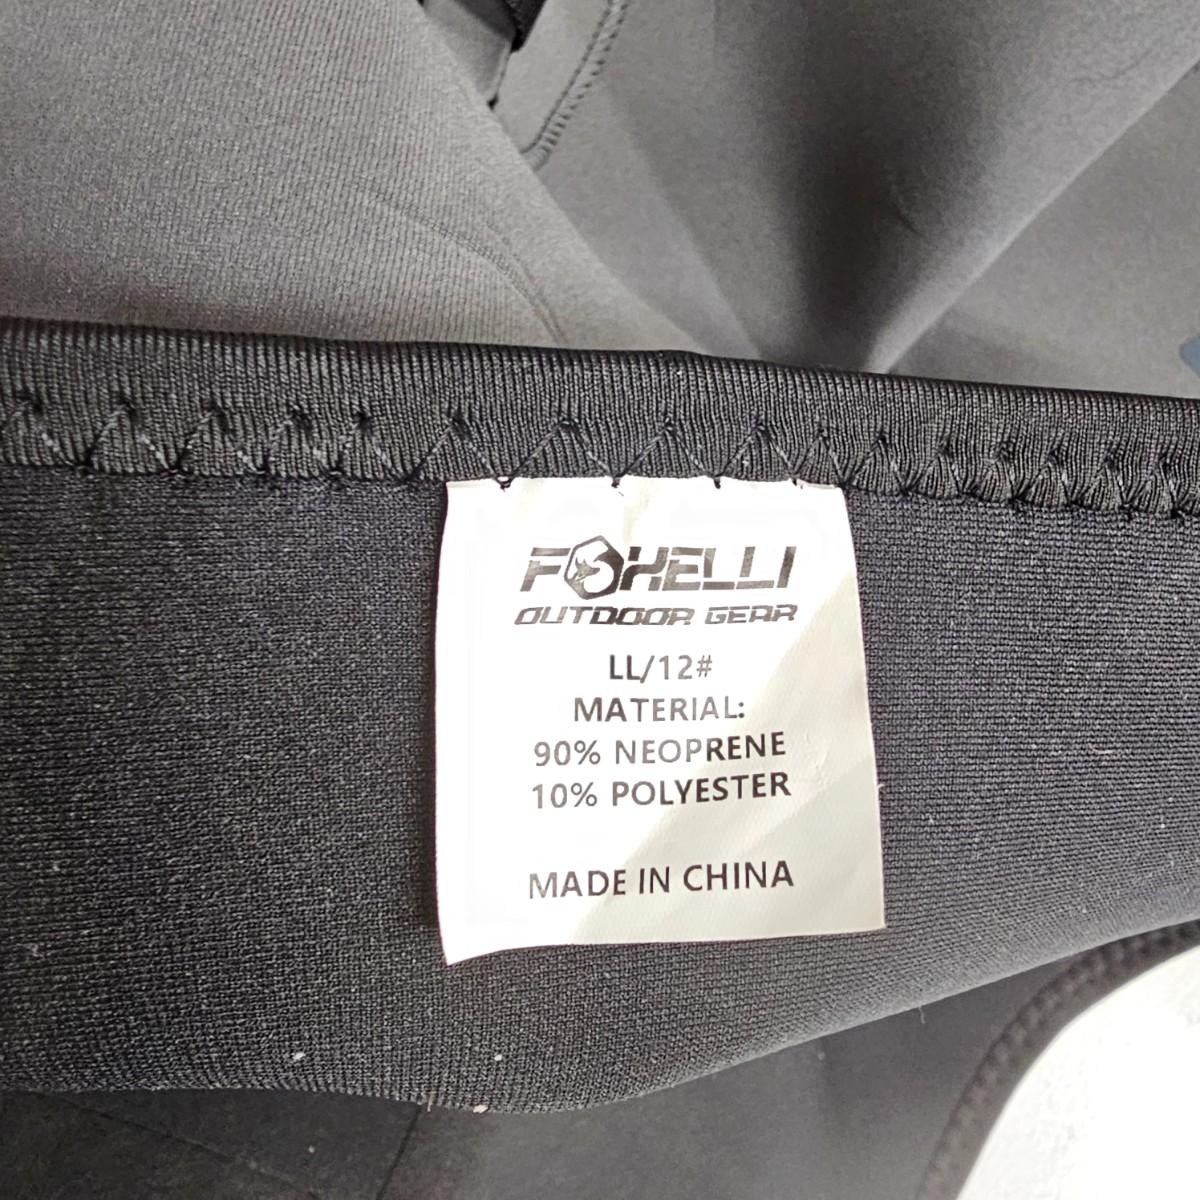 FOXELLI
OUTDOOR GEAR
LL/12#
MATERIAL:
90% NEOPRENE
10% POLYESTER
MADE IN CHINA